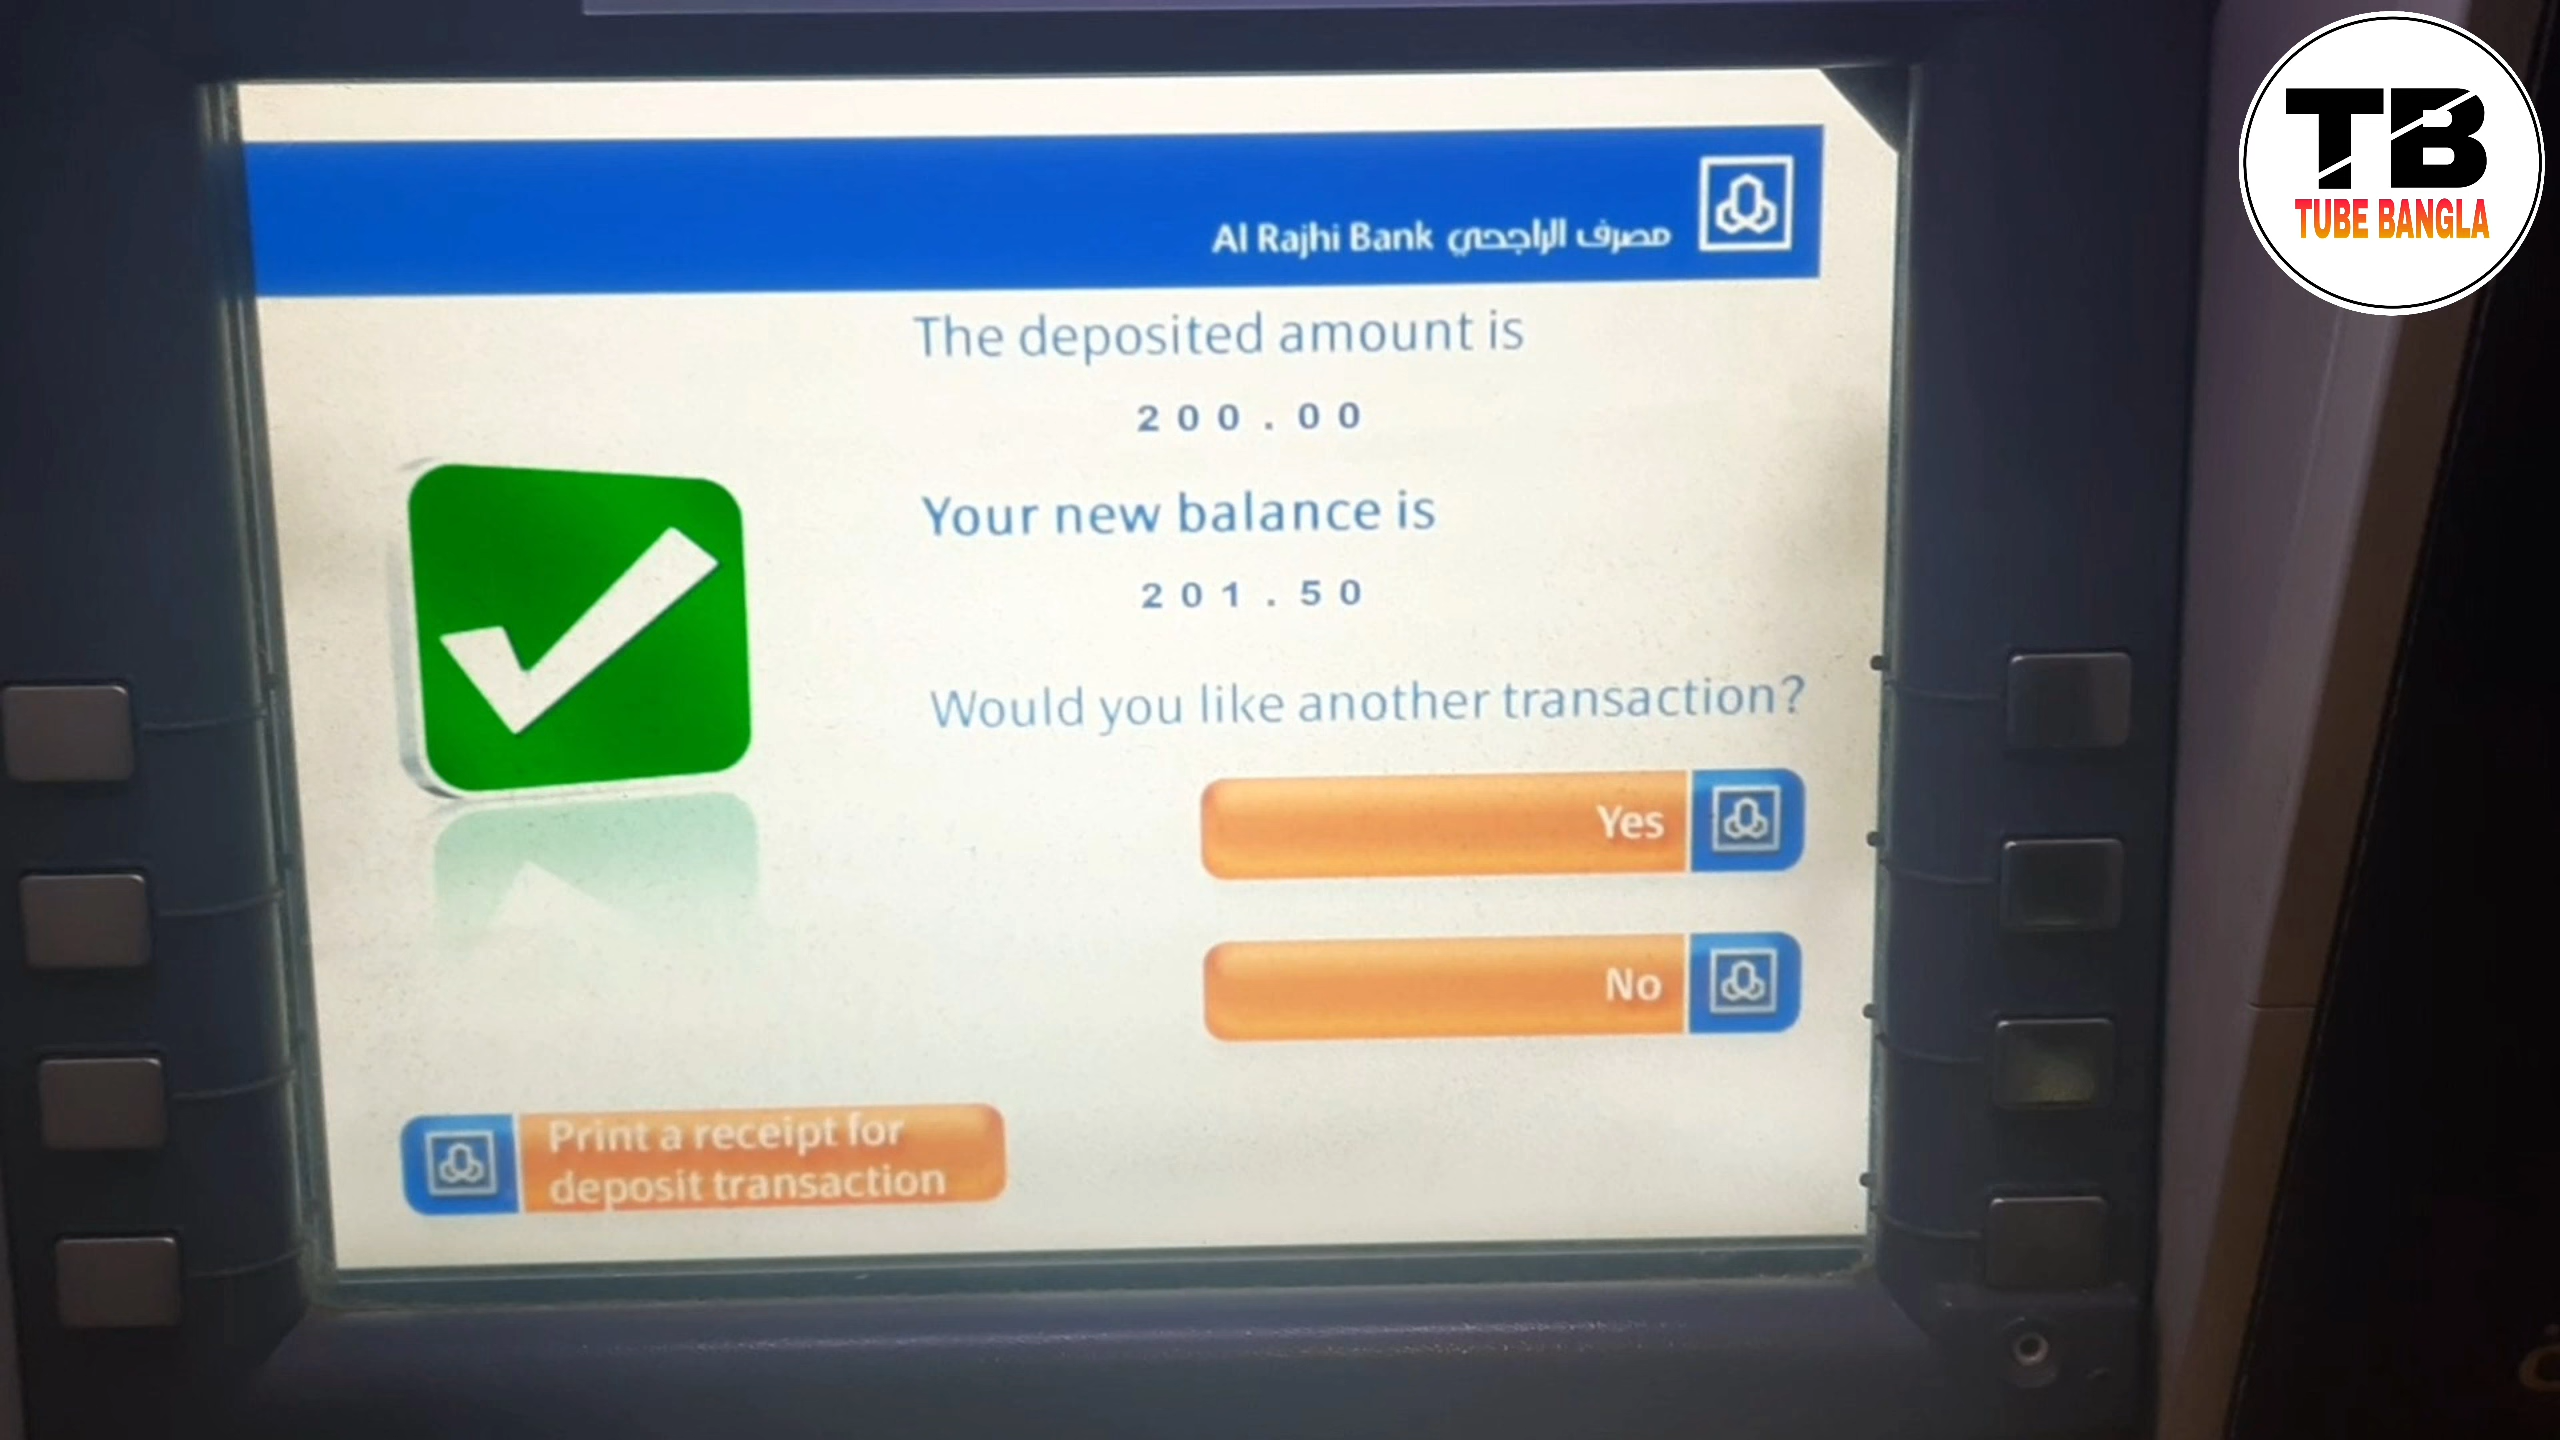 TB
TUBE BANGLA
Al Rajhi Bank مصرف الراجحي
The deposited amount is
200.00
Your new balance is
201.50
Would you like another transaction?
Yes
No
Print a receipt for
deposit transaction